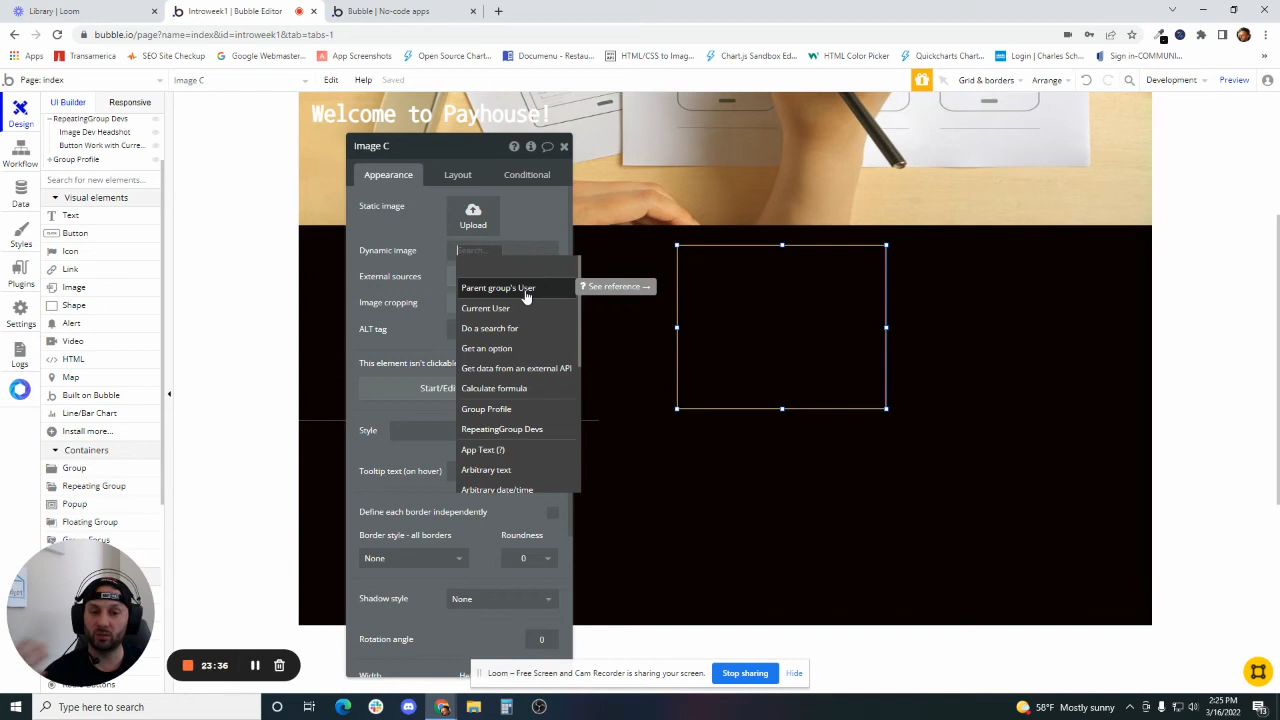 Library | Loom
Introweek1 | Bubble Editor
Bubble | No-code apps
bubble.io/page?name=index&id=introweek1&tab=tabs-1
Apps
Transamerica
SEO Site Checkup
Google Analytics
App Screenshots
Open Source Chart...
Documenu - Restau...
HTML/CSS to Imag...
Chart.js Sandbox Ed...
HTML Color Picker
Quickcharts Chart...
Login | Charts Sq...
Sign in-COMMUNI...
Page: index
Image C
Edit
Help
Saved
Grid & borders
Arrange
Development
Preview
Design
Workflow
Data
Styles
Plugins
Settings
Logs
UI Builder
Responsive
RepeatingGroup Devs
Image Dev Headshot
Button Work with Curre...
Group Profile
Search for new elements...
Visual elements
Text
Button
Icon
Link
Image
Shape
Alert
Video
HTML
Map
Built on Bubble
Line/Bar Chart
Install more...
Containers
Group
Repeating Group
Popup
Floating Group
Welcome to Payhouse!
Image C
Appearance
Layout
Conditional
Static image
Upload
Dynamic image
Search...
External sources
Image cropping
ALT tag
This element isn't clickable
Start/Edi
Style
Tooltip text (on hover)
Parent group's User
? See reference →
Current User
Do a search for
Get an option
Get data from an external API
Calculate formula
Group Profile
RepeatingGroup Devs
App Text (?)
Arbitrary text
Arbitrary date/time
Define each border independently
Border style - all borders
Roundness
None
0
Shadow style
None
Rotation angle
0
Width
23:36
Loom – Free Screen and Cam Recorder is sharing your screen.
Stop sharing
Hide
Type here to search
58°F Mostly sunny
2:25 PM
3/16/2022